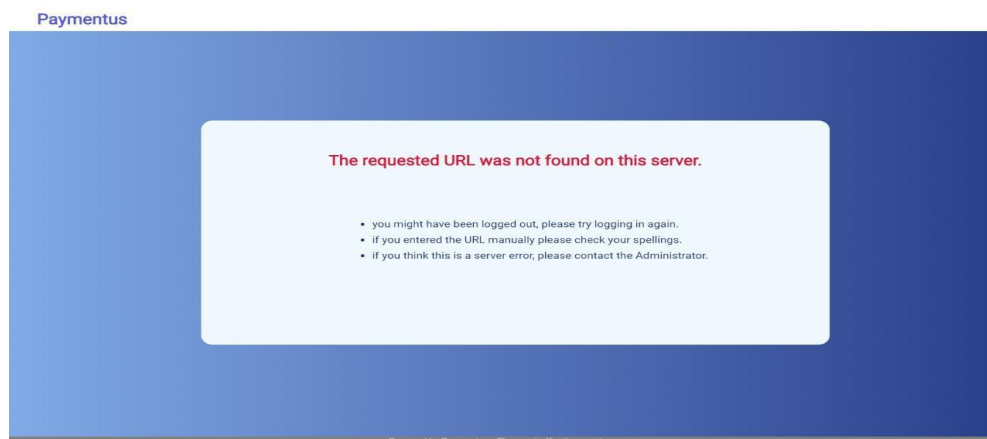 Paymentus
The requested URL was not found on this server.
you might have been logged out, please try logging in again.
if you entered the URL manually please check your spellings.
if you think this is a server error, please contact the Administrator.